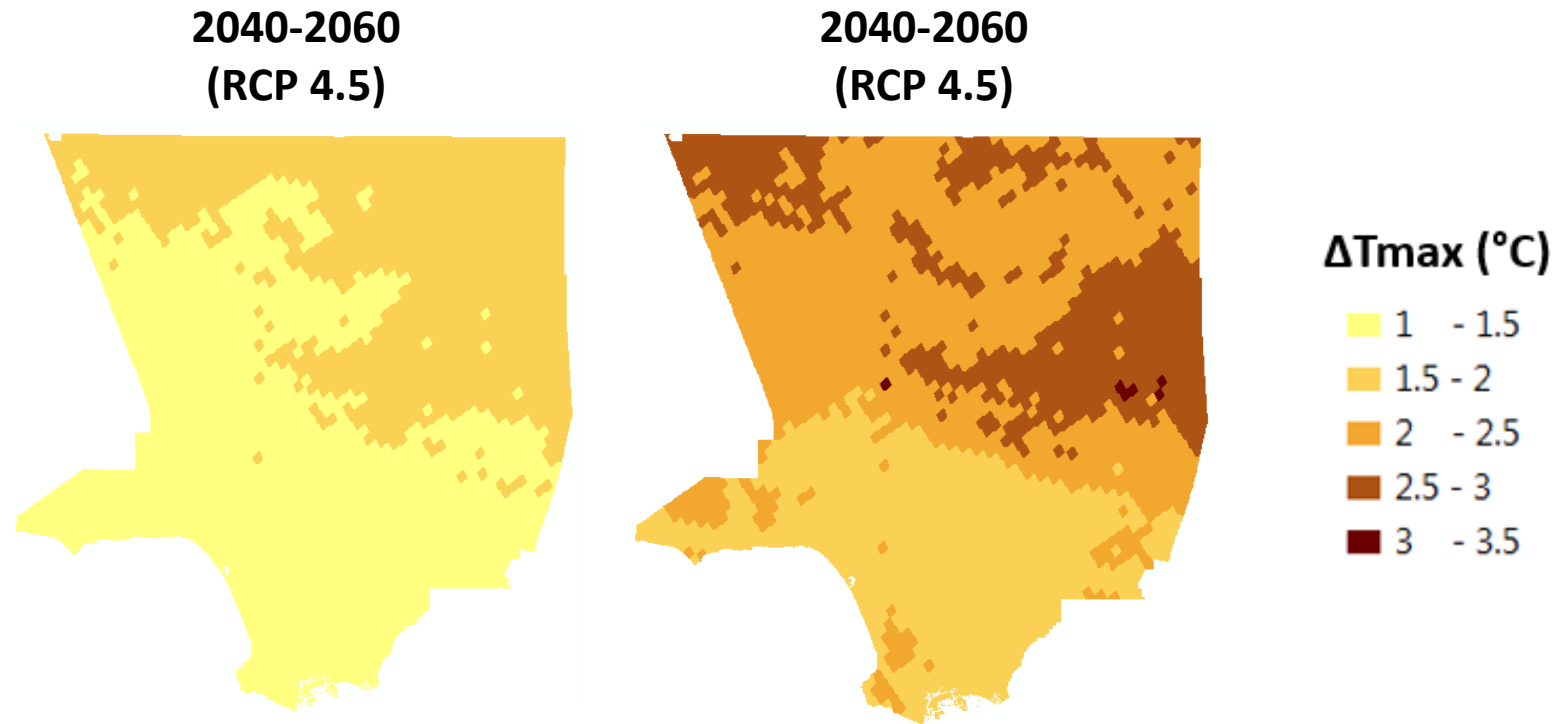 2040-2060
(RCP 4.5)
2040-2060
(RCP 4.5)
ΔTmax (°C)
1 - 1.5
1.5 - 2
2 - 2.5
2.5 - 3
3 - 3.5